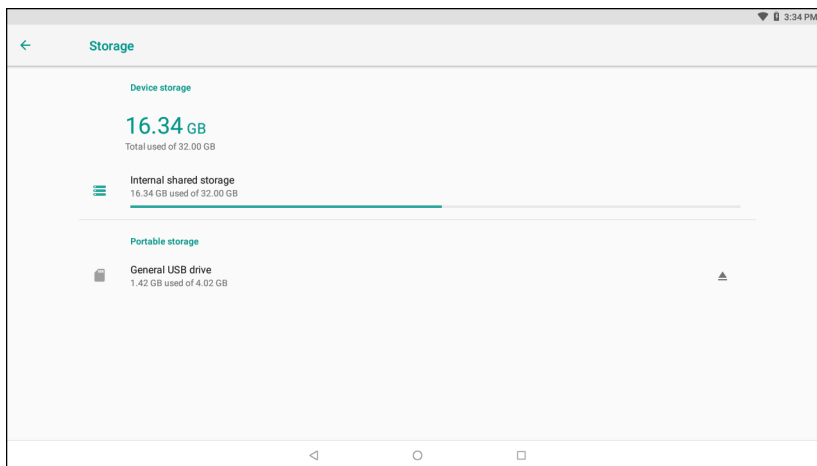 3:34 PM
Storage
Device storage
16.34 GB
Total used of 32.00 GB
Internal shared storage
16.34 GB used of 32.00 GB
Portable storage
General USB drive
1.42 GB used of 4.02 GB